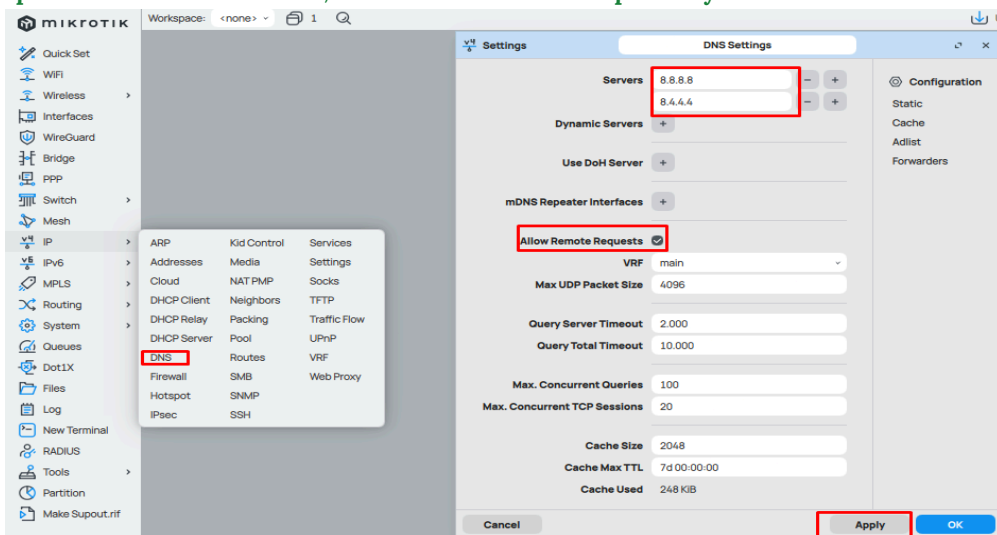 MIKROTIK
Workspace: <none> 1
Quick Set
WiFi
Wireless
Interfaces
WireGuard
Bridge
PPP
Switch
Mesh
IP
IPv6
MPLS
Routing
System
Queues
Dot1X
Files
Log
New Terminal
RADIUS
Tools
Partition
Make Supout.rif
ARP Kid Control Services
Addresses Media Settings
Cloud NAT PMP Socks
DHCP Client Neighbors TFTP
DHCP Relay Packing Traffic Flow
DHCP Server Pool UPnP
DNS Routes VRF
Firewall SMB Web Proxy
Hotspot SNMP
IPsec SSH
Settings DNS Settings
Servers 8.8.8.8 - +
8.4.4.4 - +
Dynamic Servers +
Use DoH Server +
mDNS Repeater Interfaces +
Allow Remote Requests
VRF main
Max UDP Packet Size 4096
Query Server Timeout 2.000
Query Total Timeout 10.000
Max. Concurrent Queries 100
Max. Concurrent TCP Sessions 20
Cache Size 2048
Cache Max TTL 7d 00:00:00
Cache Used 248 KiB
Configuration
Static
Cache
Adlist
Forwarders
Cancel Apply OK